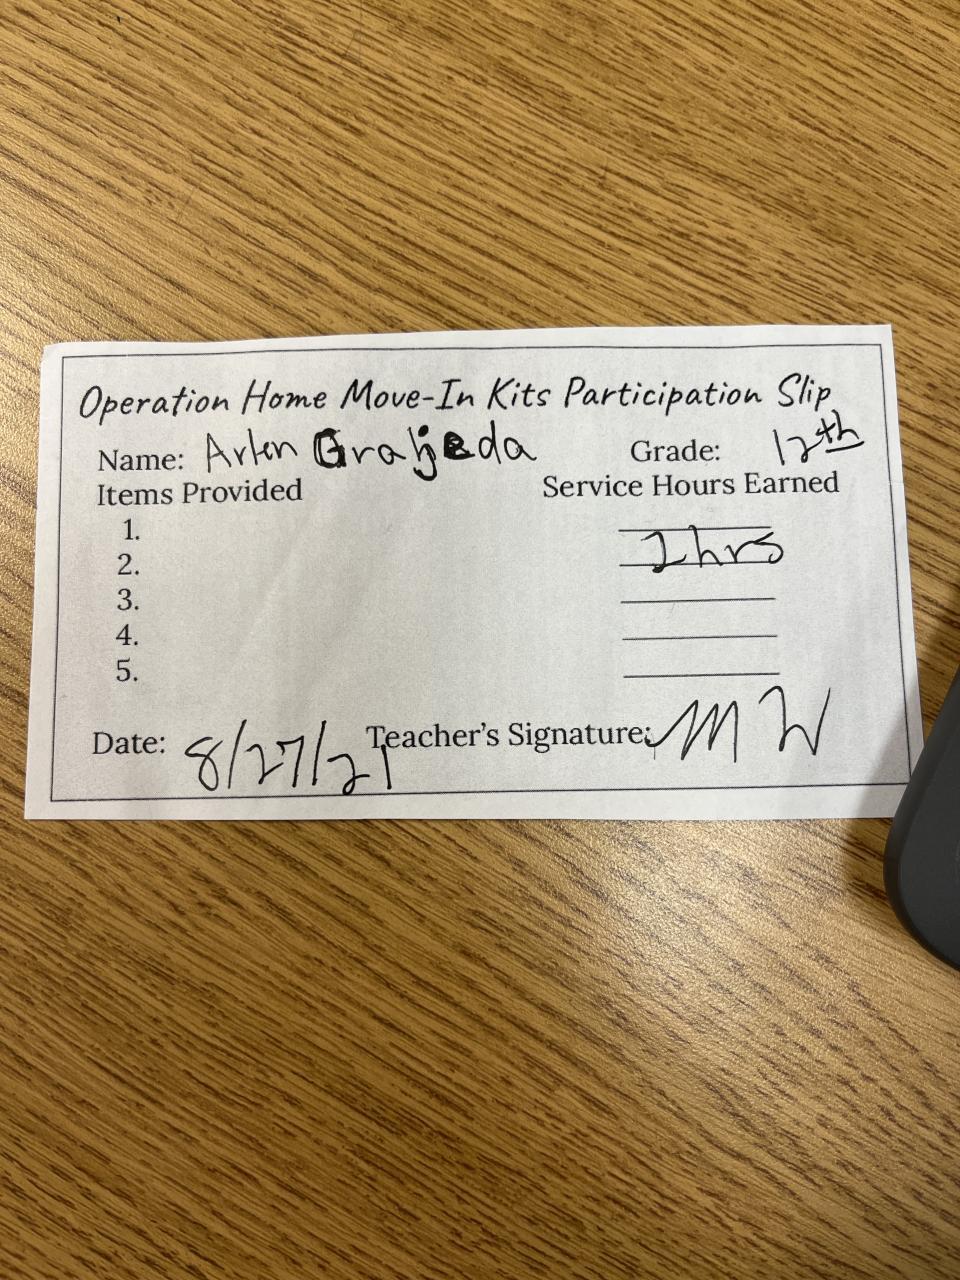 Operation Home Move-In Kits Participation Slip
Name: Arlen Grajeda Grade: 12th
Items Provided Service Hours Earned
1.
2. 2hrs
3.
4.
5.
Date: 8/27/21 Teacher's Signature: MW